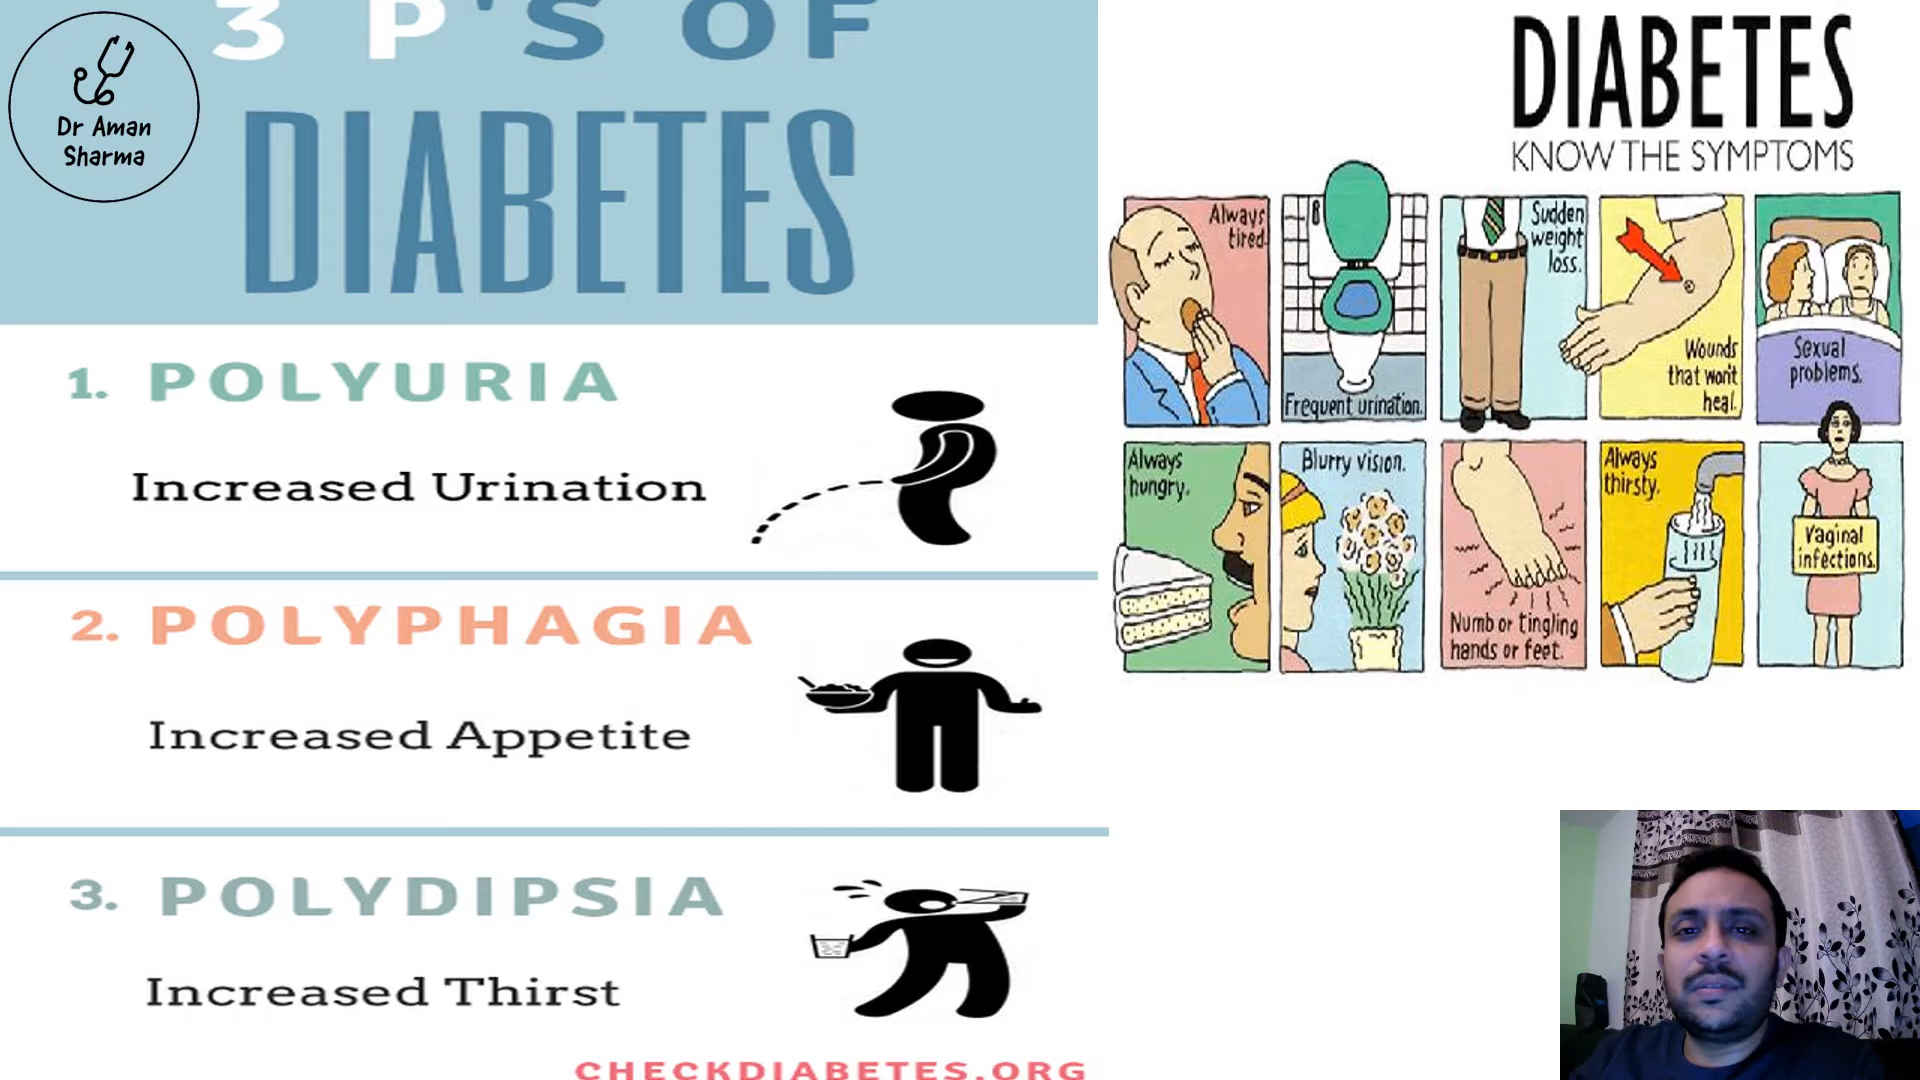 3 P'S OF
DIABETES
Dr Aman
Sharma
1. POLYURIA
Increased Urination
2. POLYPHAGIA
Increased Appetite
3. POLYDIPSIA
Increased Thirst
CHECKDIABETES.ORG
DIABETES
KNOW THE SYMPTOMS
Always
tired.
Frequent urination.
Sudden
weight
loss.
Wounds
that won't
heal.
Sexual
problems.
Always
hungry.
Blurry vision.
Numb or tingling
hands or feet.
Always
thirsty.
Vaginal
infections.